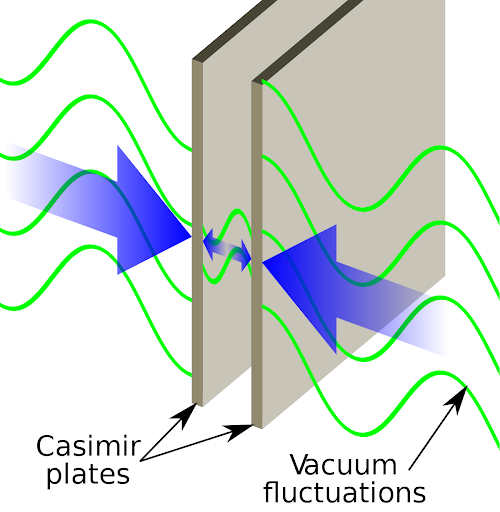 Casimir
plates
Vacuum
fluctuations